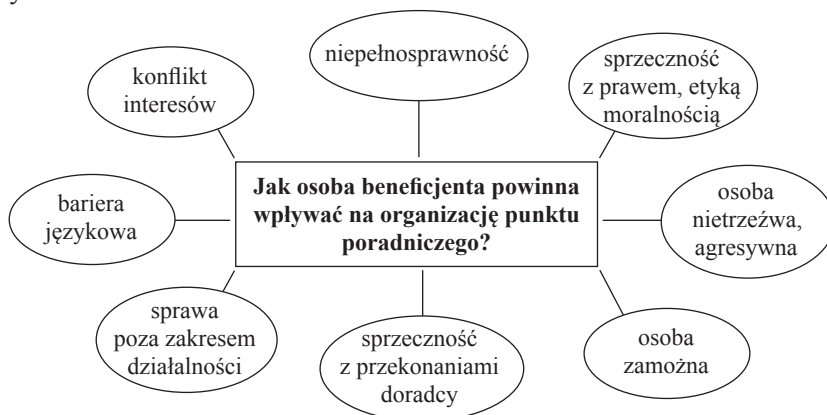 niepełnosprawność
konflikt
interesów
sprzeczność
z prawem, etyką
moralnością
Jak osoba beneficjenta powinna
wpływać na organizację punktu
poradniczego?
bariera
językowa
osoba
nietrzeźwa,
agresywna
sprawa
poza zakresem
działalności
sprzeczność
z przekonaniami
doradcy
osoba
zamożna